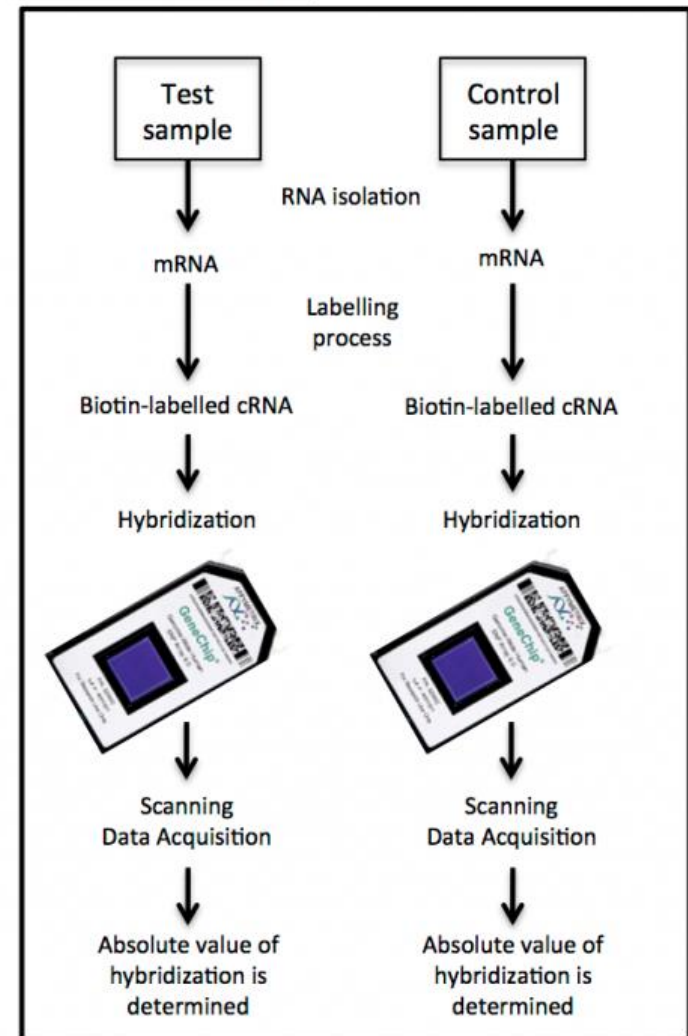 Test
sample
Control
sample
RNA isolation
mRNA
mRNA
Labelling
process
Biotin-labelled cRNA
Biotin-labelled cRNA
Hybridization
Hybridization
GeneChip®
GeneChip®
Scanning
Data Acquisition
Scanning
Data Acquisition
Absolute value of
hybridization is
determined
Absolute value of
hybridization is
determined